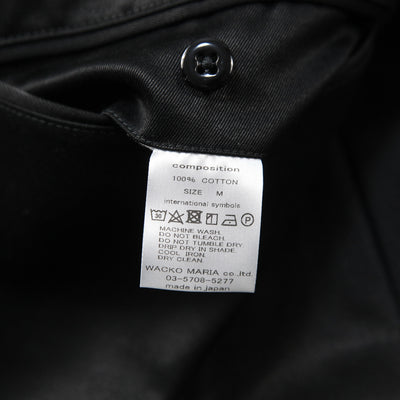 composition
100% COTTON
SIZE M
international symbols
30 P
MACHINE WASH.
DO NOT BLEACH.
DO NOT TUMBLE DRY
DRIP DRY IN SHADE.
COOL IRON.
DRY CLEAN.
WACKO MARIA co.,ltd.
03-5708-5277
made in japan